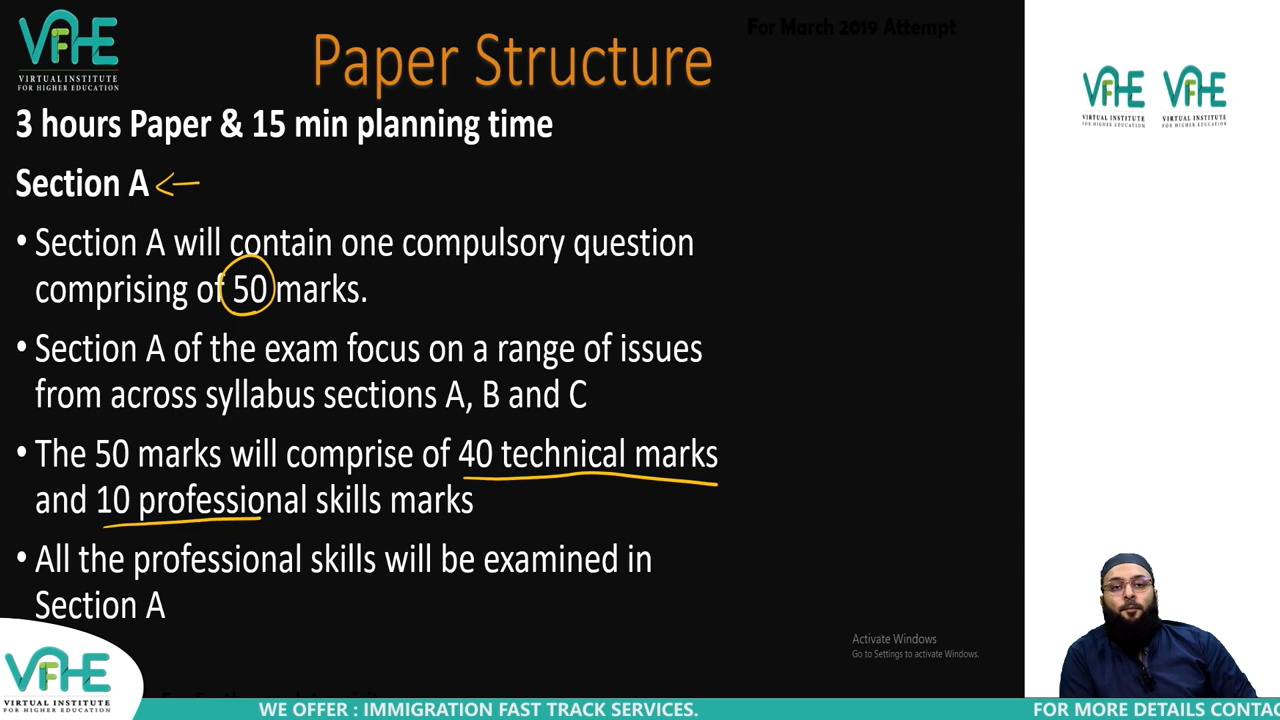 For March 2019 Attempt
VFHE
VIRTUAL INSTITUTE
FOR HIGHER EDUCATION
Paper Structure
VFHE VFHE
VIRTUAL INSTITUTE VIRTUAL INSTITUTE
FOR HIGHER EDUCATION FOR HIGHER EDUCATION
3 hours Paper & 15 min planning time
Section A
• Section A will contain one compulsory question
comprising of 50 marks.
• Section A of the exam focus on a range of issues
from across syllabus sections A, B and C
• The 50 marks will comprise of 40 technical marks
and 10 professional skills marks
• All the professional skills will be examined in
Section A
Activate Windows
Go to Settings to activate Windows.
VFHE
VIRTUAL INSTITUTE
FOR HIGHER EDUCATION
WE OFFER : IMMIGRATION FAST TRACK SERVICES.
FOR MORE DETAILS CONTAC